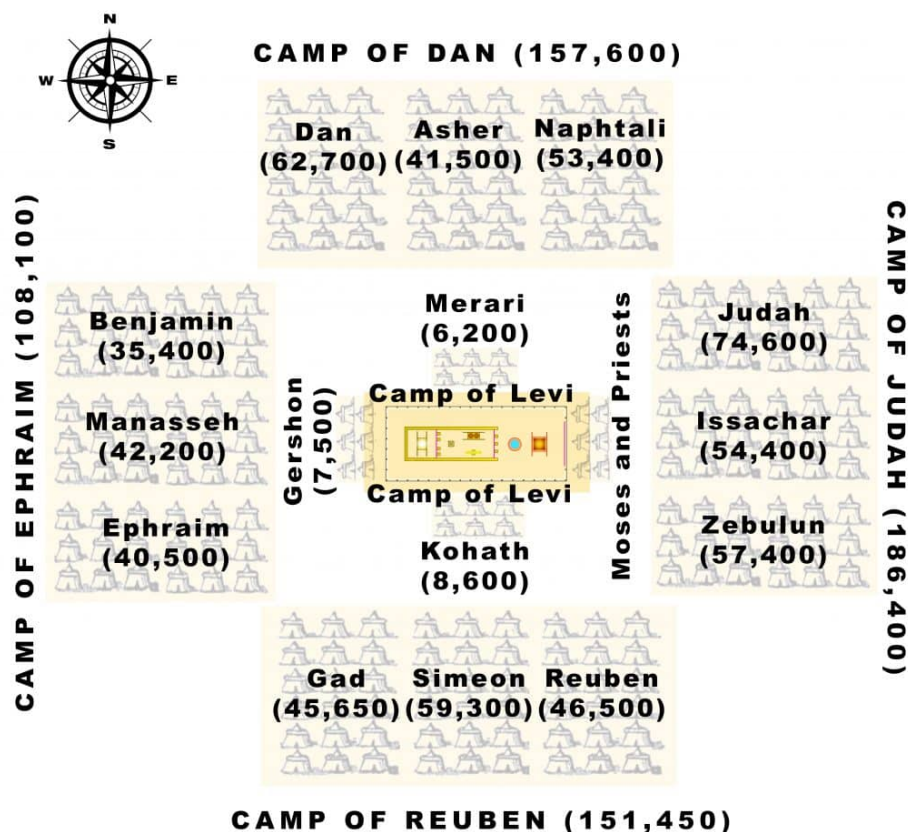 N
W E
S
CAMP OF DAN (157,600)
Dan
(62,700)
Asher
(41,500)
Naphtali
(53,400)
CAMP OF EPHRAIM (108,100)
Benjamin
(35,400)
Manasseh
(42,200)
Ephraim
(40,500)
Merari
(6,200)
Gershon
(7,500)
Camp of Levi
Camp of Levi
Kohath
(8,600)
Moses and Priests
Judah
(74,600)
Issachar
(54,400)
Zebulun
(57,400)
CAMP OF JUDAH (186,400)
Gad
(45,650)
Simeon
(59,300)
Reuben
(46,500)
CAMP OF REUBEN (151,450)